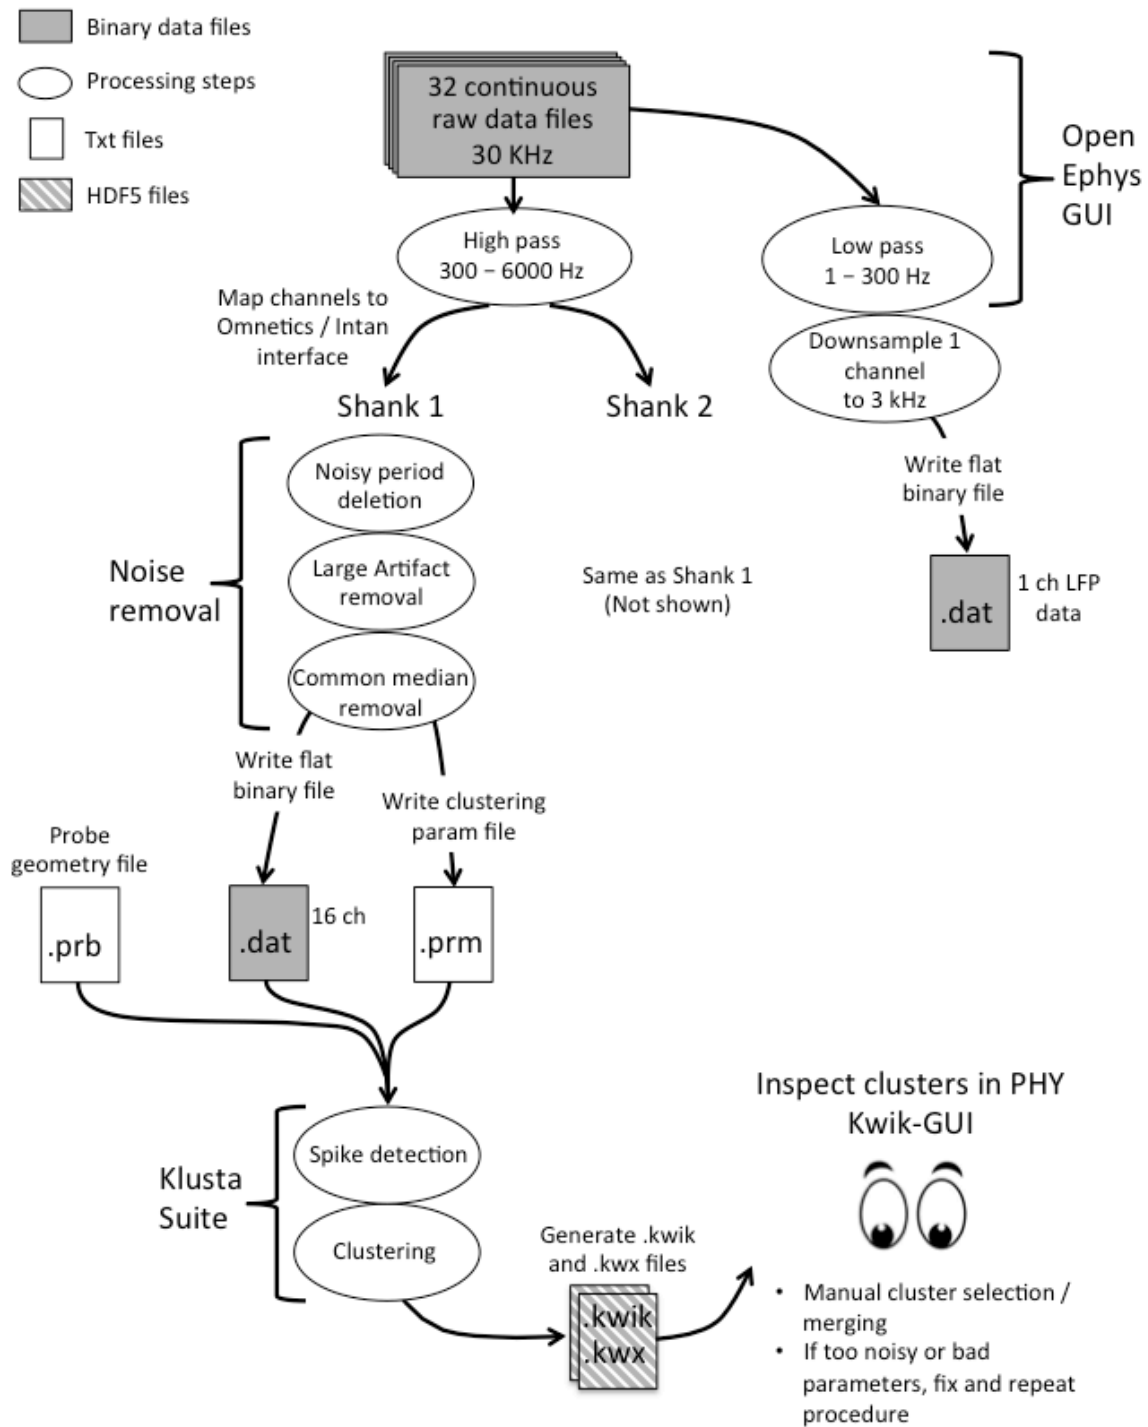 Binary data files
Processing steps
Txt files
HDF5 files
32 continuous
raw data files
30 KHz
Open
Ephys
GUI
High pass
300 – 6000 Hz
Low pass
1 – 300 Hz
Map channels to
Omnetics / Intan
interface
Downsample 1
channel
to 3 kHz
Shank 1
Shank 2
Noisy period
deletion
Write flat
binary file
Noise
removal
Large Artifact
removal
Same as Shank 1
(Not shown)
.dat
1 ch LFP
data
Common median
removal
Write flat
binary file
Write clustering
param file
Probe
geometry file
.prb
.dat
16 ch
.prm
Inspect clusters in PHY
Kwik-GUI
Klusta
Suite
Spike detection
Clustering
Generate .kwik
and .kwx files
.kwik
.kwx
• Manual cluster selection /
merging
• If too noisy or bad
parameters, fix and repeat
procedure